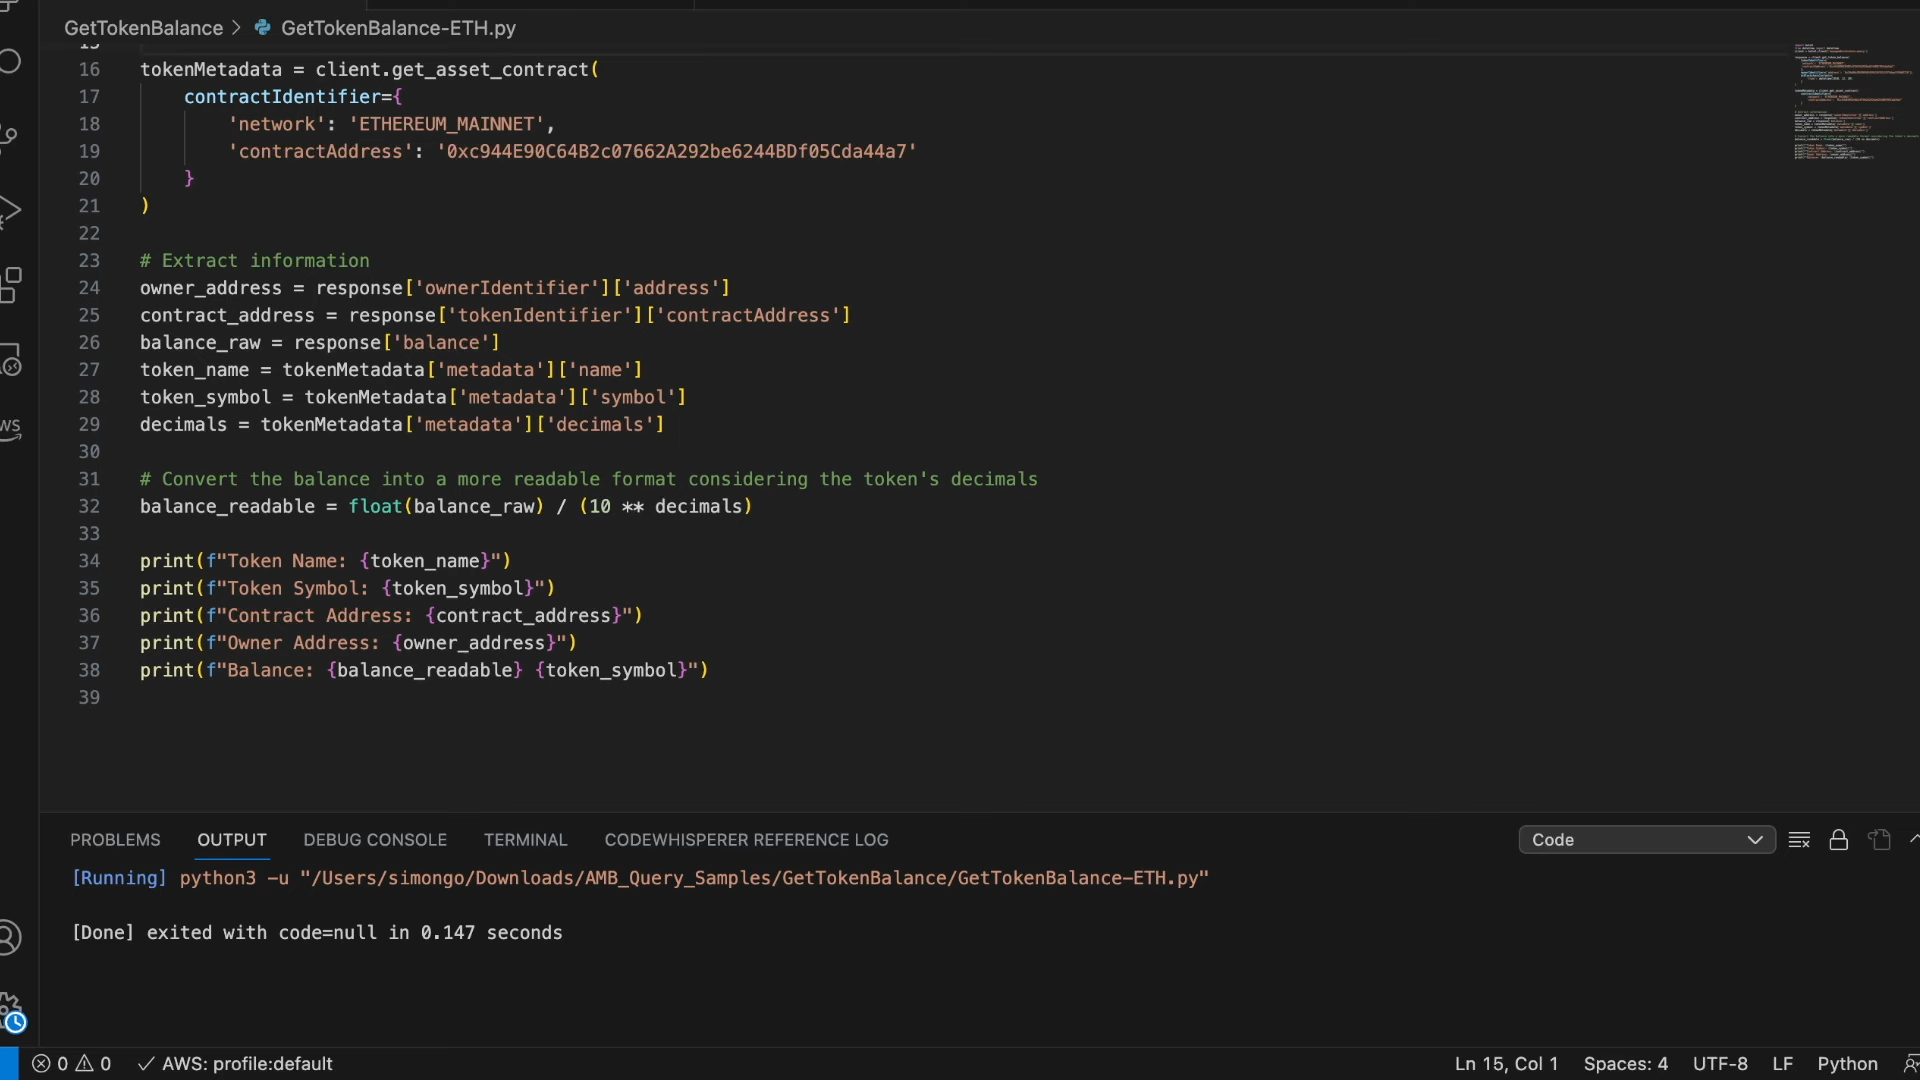 GetTokenBalance > GetTokenBalance-ETH.py
15
16 tokenMetadata = client.get_asset_contract(
17 contractIdentifier={
18 'network': 'ETHEREUM_MAINNET',
19 'contractAddress': '0xc944E90C64B2c07662A292be6244BDf05Cda44a7'
20 }
21 )
22
23 # Extract information
24 owner_address = response['ownerIdentifier']['address']
25 contract_address = response['tokenIdentifier']['contractAddress']
26 balance_raw = response['balance']
27 token_name = tokenMetadata['metadata']['name']
28 token_symbol = tokenMetadata['metadata']['symbol']
29 decimals = tokenMetadata['metadata']['decimals']
30
31 # Convert the balance into a more readable format considering the token's decimals
32 balance_readable = float(balance_raw) / (10 ** decimals)
33
34 print(f"Token Name: {token_name}")
35 print(f"Token Symbol: {token_symbol}")
36 print(f"Contract Address: {contract_address}")
37 print(f"Owner Address: {owner_address}")
38 print(f"Balance: {balance_readable} {token_symbol}")
39
PROBLEMS OUTPUT DEBUG CONSOLE TERMINAL CODEWHISPERER REFERENCE LOG Code
[Running] python3 -u "/Users/simongo/Downloads/AMB_Query_Samples/GetTokenBalance/GetTokenBalance-ETH.py"
[Done] exited with code=null in 0.147 seconds
0 0 AWS: profile:default Ln 15, Col 1 Spaces: 4 UTF-8 LF Python